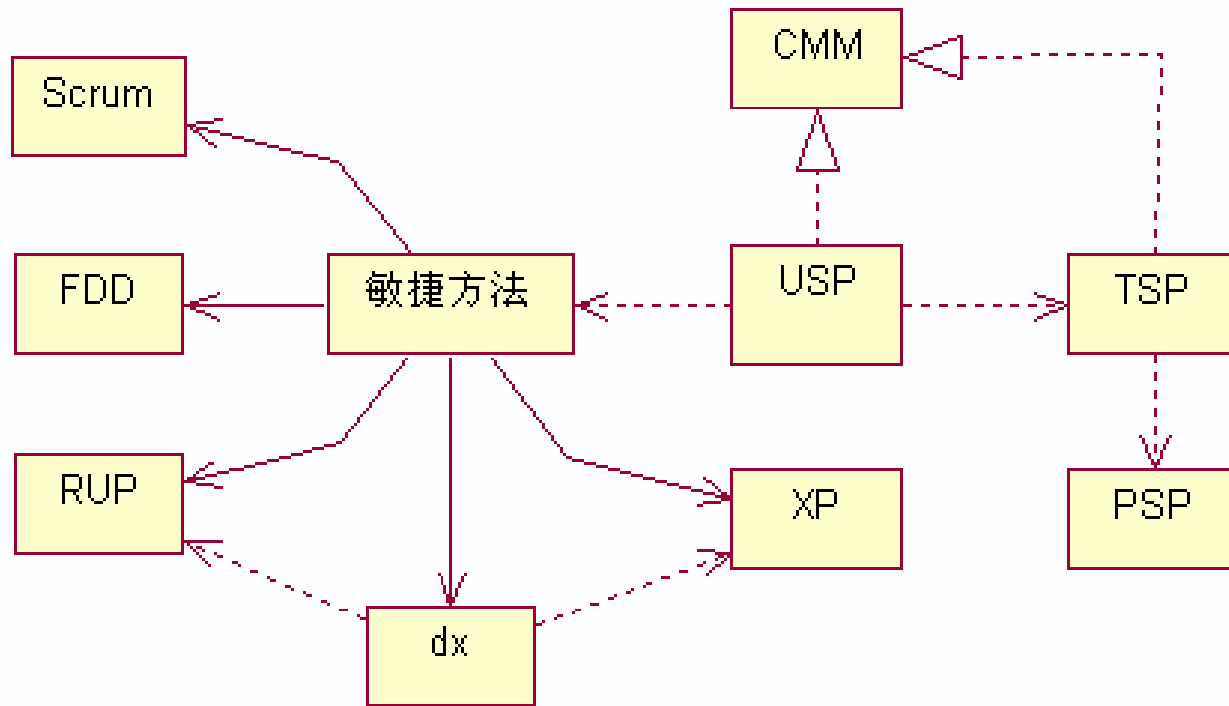 CMM
Scrum
FDD
敏捷方法
USP
TSP
RUP
XP
PSP
dx